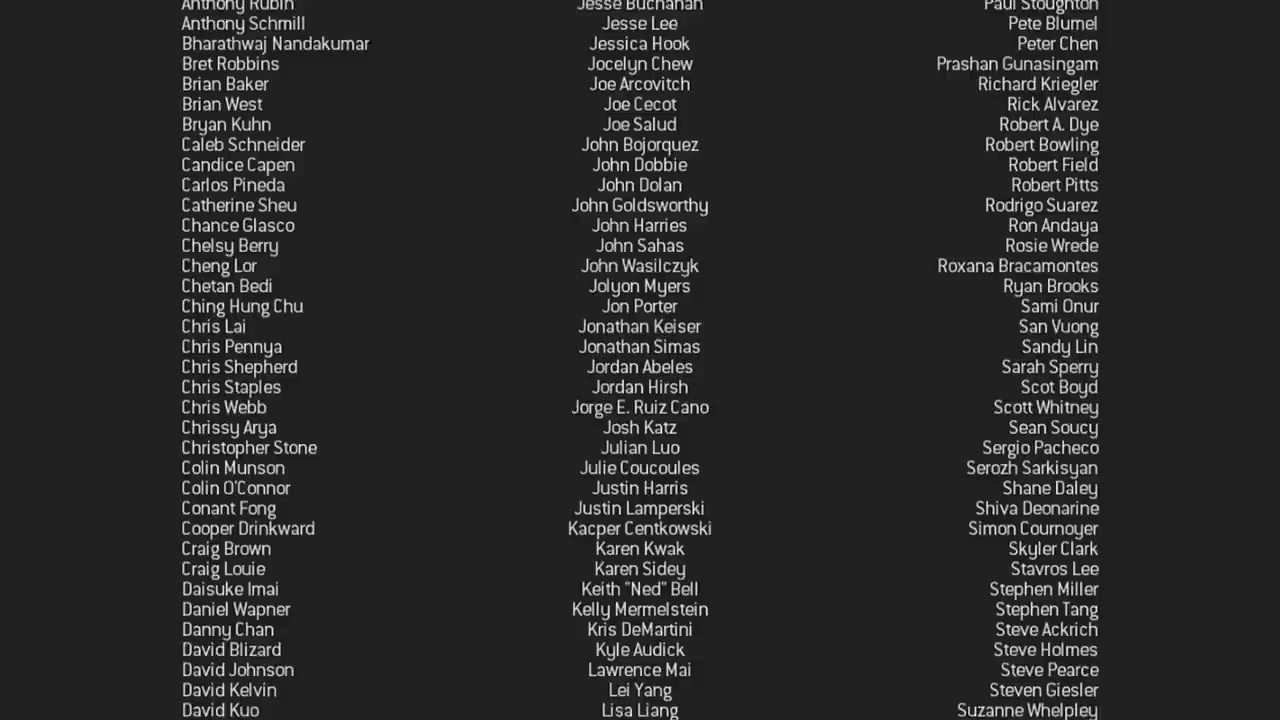 Anthony Rubin
Anthony Schmill
Bharathwaj Nandakumar
Bret Robbins
Brian Baker
Brian West
Bryan Kuhn
Caleb Schneider
Candice Capen
Carlos Pineda
Catherine Sheu
Chance Glasco
Chelsy Berry
Cheng Lor
Chetan Bedi
Ching Hung Chu
Chris Lai
Chris Pennya
Chris Shepherd
Chris Staples
Chris Webb
Chrissy Arya
Christopher Stone
Colin Munson
Colin O'Connor
Conant Fong
Cooper Drinkward
Craig Brown
Craig Louie
Daisuke Imai
Daniel Wapner
Danny Chan
David Blizard
David Johnson
David Kelvin
David Kuo
Jesse Buchanan
Jesse Lee
Jessica Hook
Jocelyn Chew
Joe Arcovitch
Joe Cecot
Joe Salud
John Bojorquez
John Dobbie
John Dolan
John Goldsworthy
John Harries
John Sahas
John Wasilczyk
Jolyon Myers
Jon Porter
Jonathan Keiser
Jonathan Simas
Jordan Abeles
Jordan Hirsh
Jorge E. Ruiz Cano
Josh Katz
Julian Luo
Julie Coucoules
Justin Harris
Justin Lamperski
Kacper Centkowski
Karen Kwak
Karen Sidey
Keith "Ned" Bell
Kelly Mermelstein
Kris DeMartini
Kyle Audick
Lawrence Mai
Lei Yang
Lisa Liang
Paul Stoughton
Pete Blumel
Peter Chen
Prashan Gunasingam
Richard Kriegler
Rick Alvarez
Robert A. Dye
Robert Bowling
Robert Field
Robert Pitts
Rodrigo Suarez
Ron Andaya
Rosie Wrede
Roxana Bracamontes
Ryan Brooks
Sami Onur
San Vuong
Sandy Lin
Sarah Sperry
Scot Boyd
Scott Whitney
Sean Soucy
Sergio Pacheco
Serozh Sarkisyan
Shane Daley
Shiva Deonarine
Simon Cournoyer
Skyler Clark
Stavros Lee
Stephen Miller
Stephen Tang
Steve Ackrich
Steve Holmes
Steve Pearce
Steven Giesler
Suzanne Whelpley